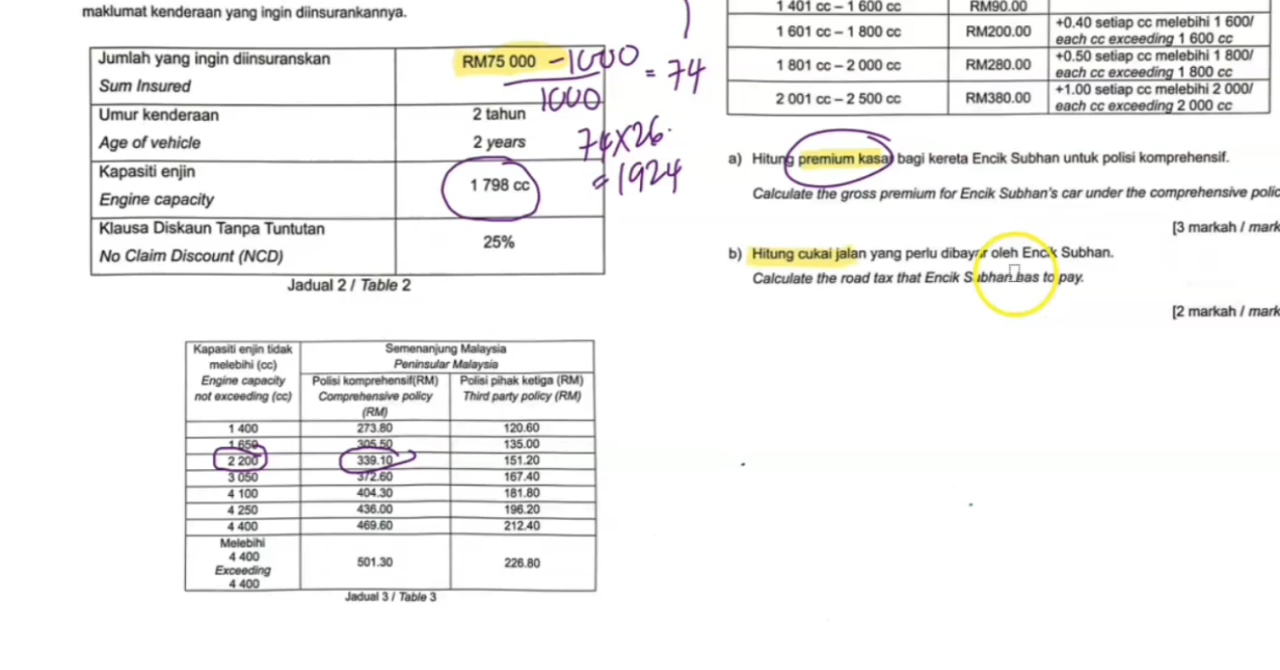 maklumat kenderaan yang ingin diinsurankannya.
Jumlah yang ingin diinsuranskan
Sum Insured
RM75 000
Umur kenderaan
Age of vehicle
2 tahun
2 years
Kapasiti enjin
Engine capacity
1 798 cc
Klausa Diskaun Tanpa Tuntutan
No Claim Discount (NCD)
25%
Jadual 2 / Table 2
- 1000
1000
= 74
74 x 26
= 1924
Kapasiti enjin tidak
melebihi (cc)
Engine capacity
not exceeding (cc)
Semenanjung Malaysia
Peninsular Malaysia
Polisi komprehensif(RM)
Comprehensive policy
(RM)
Polisi pihak ketiga (RM)
Third party policy (RM)
1 400 273.80 120.60
1 650 305.50 135.00
2 200 339.10 151.20
3 050 372.60 167.40
4 100 404.30 181.80
4 250 436.00 196.20
4 400 469.60 212.40
Melebihi
4 400
Exceeding
4 400
501.30 226.80
Jadual 3 / Table 3
1 401 cc – 1 600 cc RM90.00
1 601 cc – 1 800 cc RM200.00 +0.40 setiap cc melebihi 1 600/
each cc exceeding 1 600 cc
1 801 cc – 2 000 cc RM280.00 +0.50 setiap cc melebihi 1 800/
each cc exceeding 1 800 cc
2 001 cc – 2 500 cc RM380.00 +1.00 setiap cc melebihi 2 000/
each cc exceeding 2 000 cc
a) Hitung premium kasar bagi kereta Encik Subhan untuk polisi komprehensif.
Calculate the gross premium for Encik Subhan's car under the comprehensive polic
[3 markah / mark
b) Hitung cukai jalan yang perlu dibayar oleh Encik Subhan.
Calculate the road tax that Encik Subhan has to pay.
[2 markah / mark